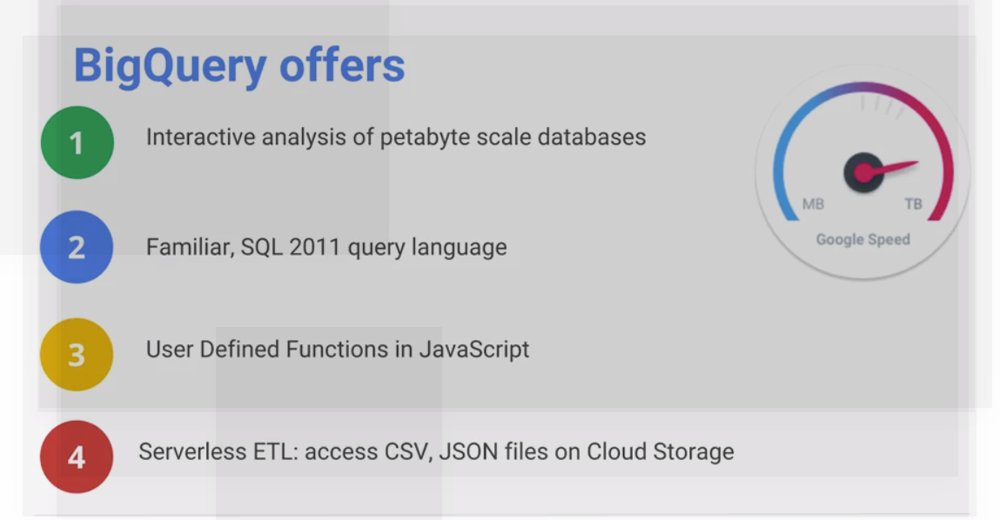 BigQuery offers
1
Interactive analysis of petabyte scale databases
2
Familiar, SQL 2011 query language
3
User Defined Functions in JavaScript
4
Serverless ETL: access CSV, JSON files on Cloud Storage
MB
TB
Google Speed